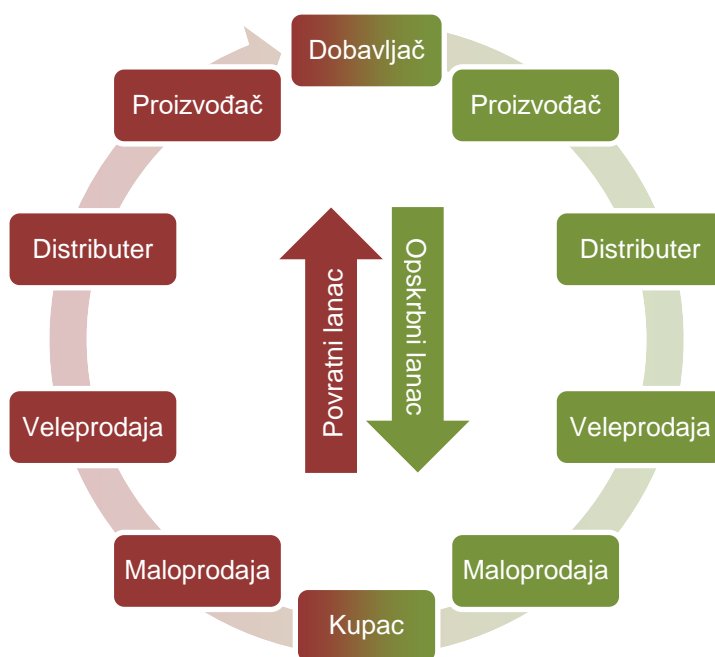 Dobavljač
Proizvođač
Proizvođač
Distributer
Distributer
Povratni lanac
Opskrbni lanac
Veleprodaja
Veleprodaja
Maloprodaja
Maloprodaja
Kupac